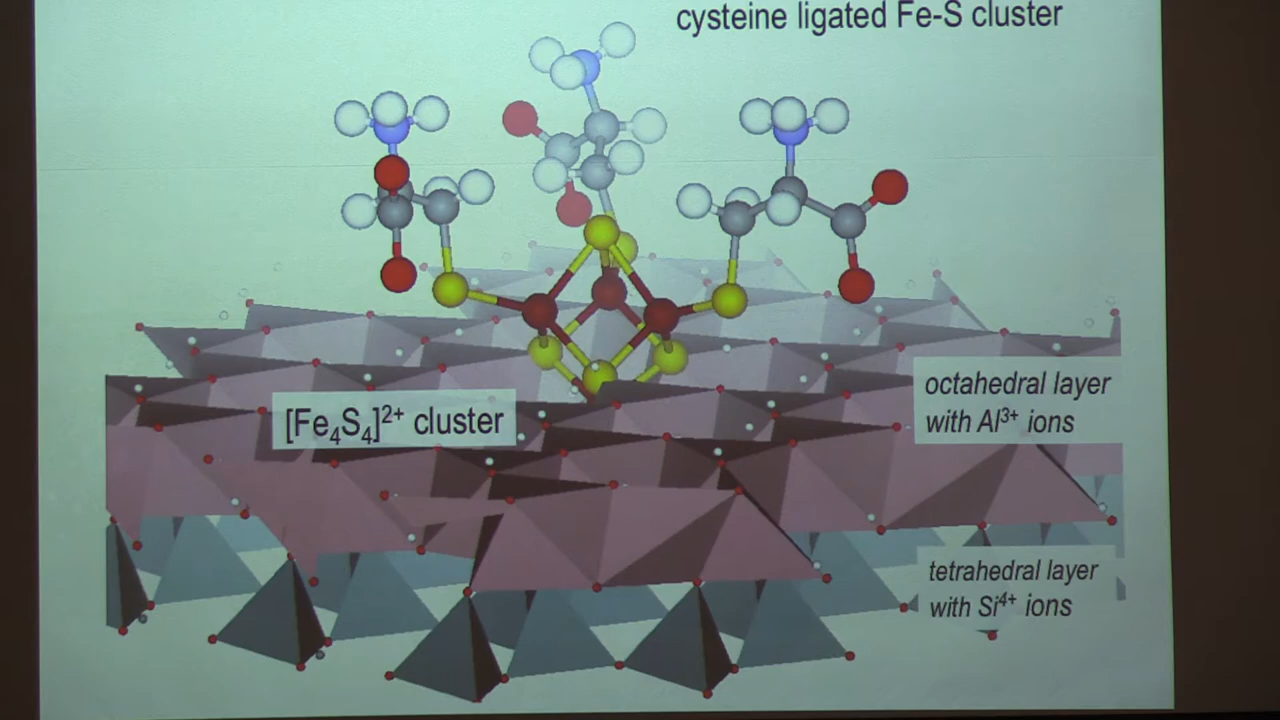 cysteine ligated Fe-S cluster
[Fe₄S₄]²⁺ cluster
octahedral layer
with Al³⁺ ions
tetrahedral layer
with Si⁴⁺ ions